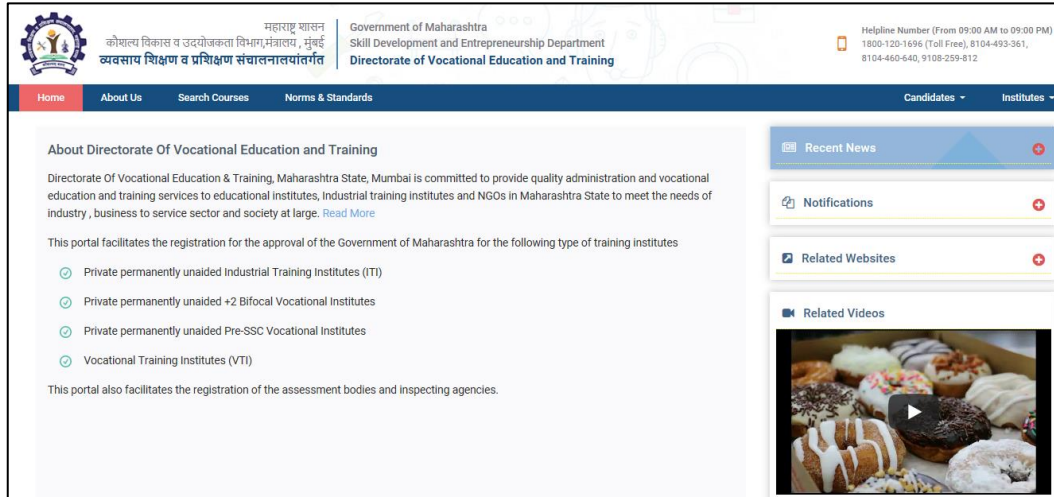 महाराष्ट्र शासन
कौशल्य विकास व उदयोजकता विभाग,मंत्रालय , मुंबई
व्यवसाय शिक्षण व प्रशिक्षण संचालनालयांतर्गत
Government of Maharashtra
Skill Development and Entrepreneurship Department
Directorate of Vocational Education and Training
Helpline Number (From 09:00 AM to 09:00 PM)
1800-120-1696 (Toll Free), 8104-493-361,
8104-460-640, 9108-259-812
Home About Us Search Courses Norms & Standards Candidates Institutes
About Directorate Of Vocational Education and Training
Directorate Of Vocational Education & Training, Maharashtra State, Mumbai is committed to provide quality administration and vocational
education and training services to educational institutes, Industrial training institutes and NGOs in Maharashtra State to meet the needs of
industry , business to service sector and society at large. Read More
This portal facilitates the registration for the approval of the Government of Maharashtra for the following type of training institutes
Private permanently unaided Industrial Training Institutes (ITI)
Private permanently unaided +2 Bifocal Vocational Institutes
Private permanently unaided Pre-SSC Vocational Institutes
Vocational Training Institutes (VTI)
This portal also facilitates the registration of the assessment bodies and inspecting agencies.
Recent News
Notifications
Related Websites
Related Videos